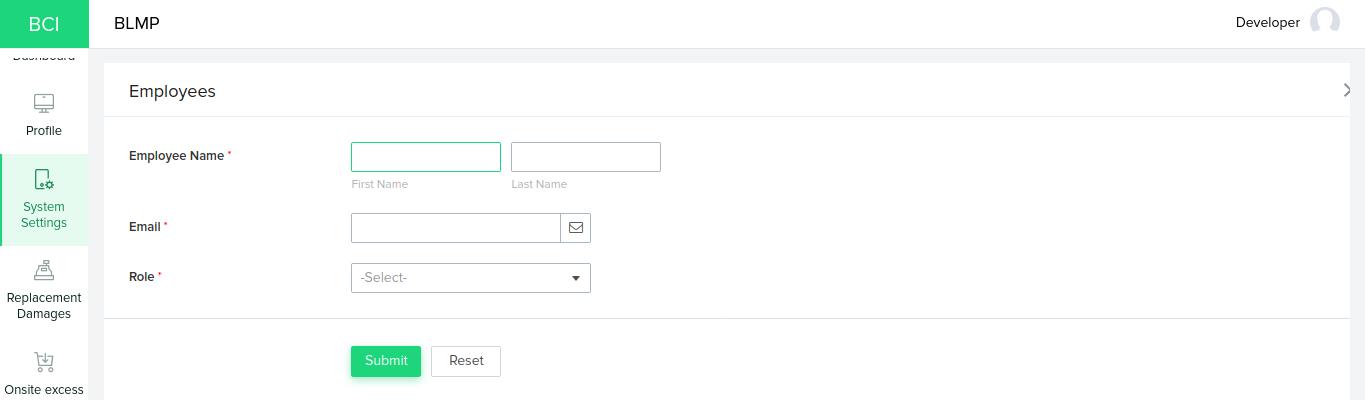 BCI
BLMP
Developer
Dashboard
Profile
System
Settings
Replacement
Damages
Onsite excess
Employees
Employee Name *
First Name
Last Name
Email *
Role *
-Select-
Submit
Reset